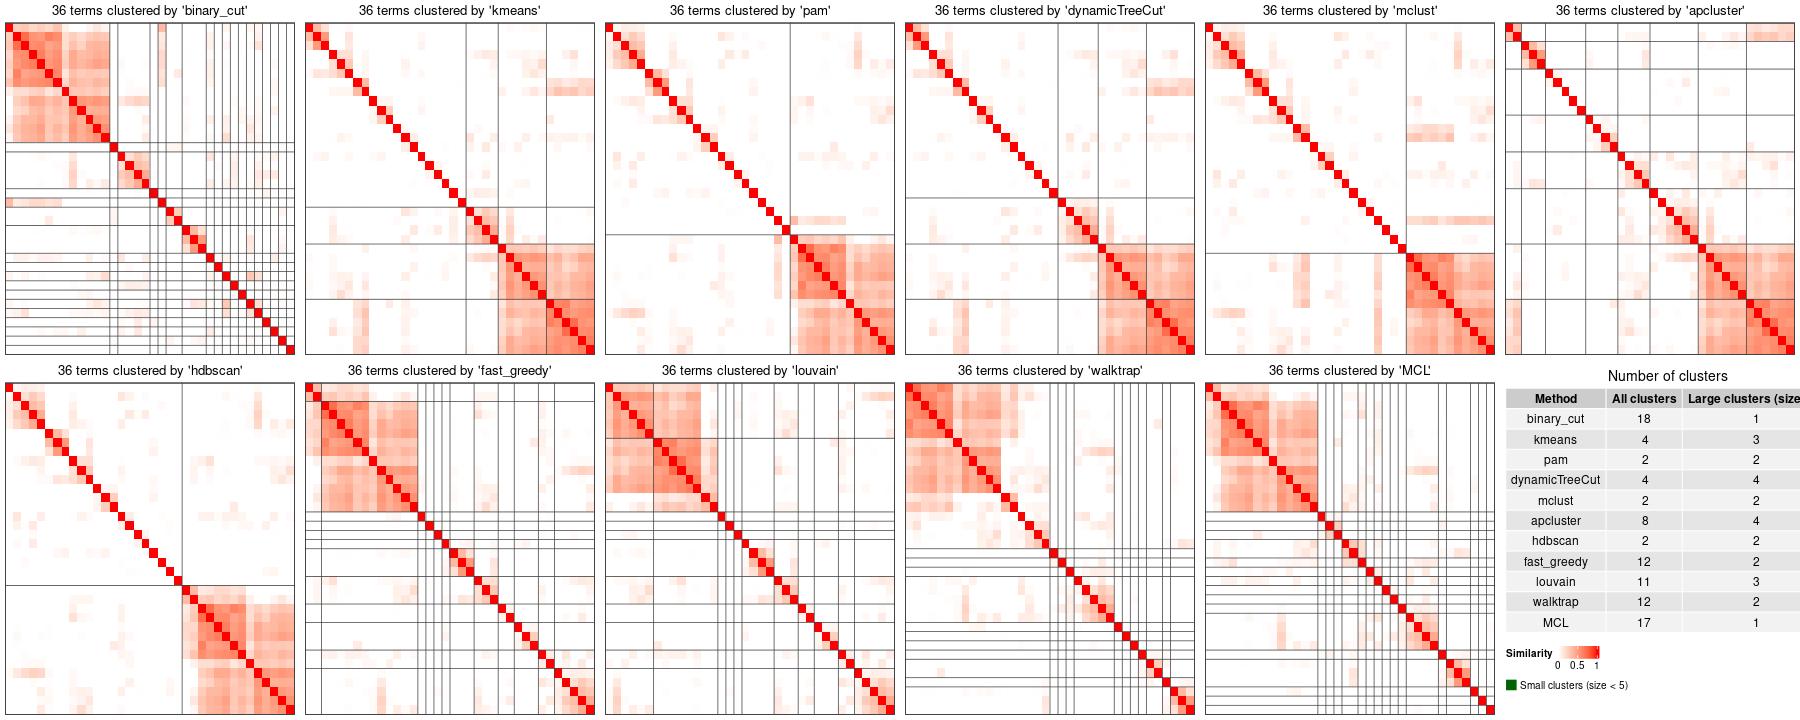 36 terms clustered by 'binary_cut'
36 terms clustered by 'kmeans'
36 terms clustered by 'pam'
36 terms clustered by 'dynamicTreeCut'
36 terms clustered by 'mclust'
36 terms clustered by 'apcluster'
36 terms clustered by 'hdbscan'
36 terms clustered by 'fast_greedy'
36 terms clustered by 'louvain'
36 terms clustered by 'walktrap'
36 terms clustered by 'MCL'
Number of clusters
Method All clusters Large clusters (size
binary_cut 18 1
kmeans 4 3
pam 2 2
dynamicTreeCut 4 4
mclust 2 2
apcluster 8 4
hdbscan 2 2
fast_greedy 12 2
louvain 11 3
walktrap 12 2
MCL 17 1
Similarity
0 0.5 1
Small clusters (size < 5)